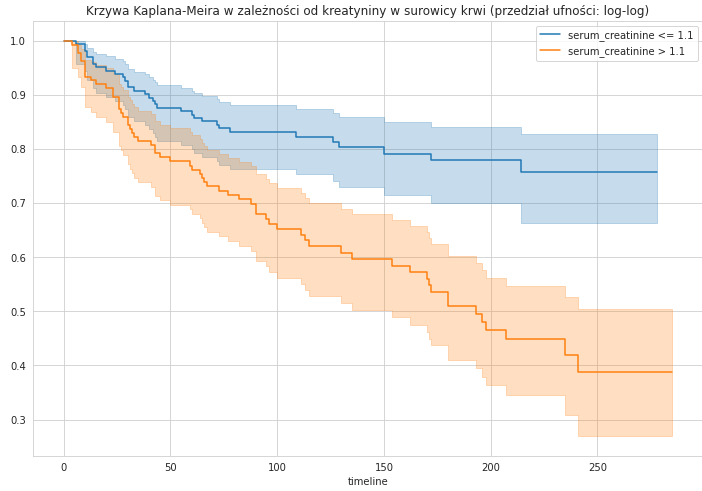 Krzywa Kaplana-Meira w zależności od kreatyniny w surowicy krwi (przedział ufności: log-log)
serum_creatinine <= 1.1
serum_creatinine > 1.1
1.0
0.9
0.8
0.7
0.6
0.5
0.4
0.3
0 50 100 150 200 250
timeline